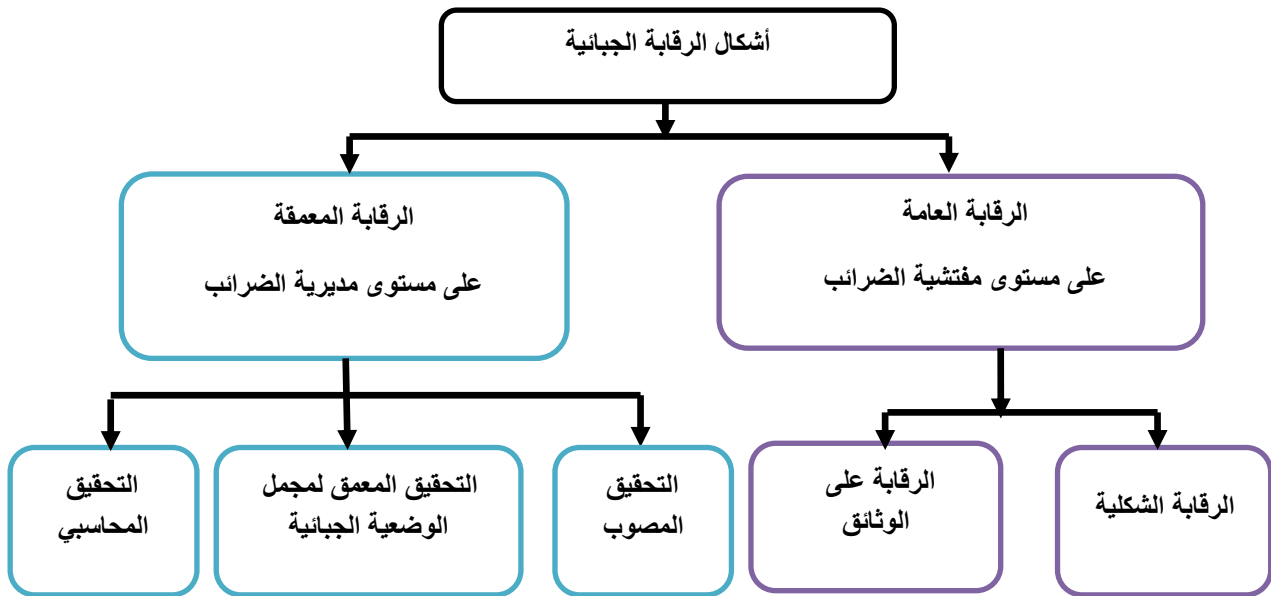 أشكال الرقابة الجبائية
الرقابة العامة
على مستوى مفتشية الضرائب
الرقابة المعمقة
على مستوى مديرية الضرائب
الرقابة الشكلية
الرقابة على
الوثائق
التحقيق
المصوب
التحقيق المعمق لمجمل
الوضعية الجبائية
التحقيق
المحاسبي